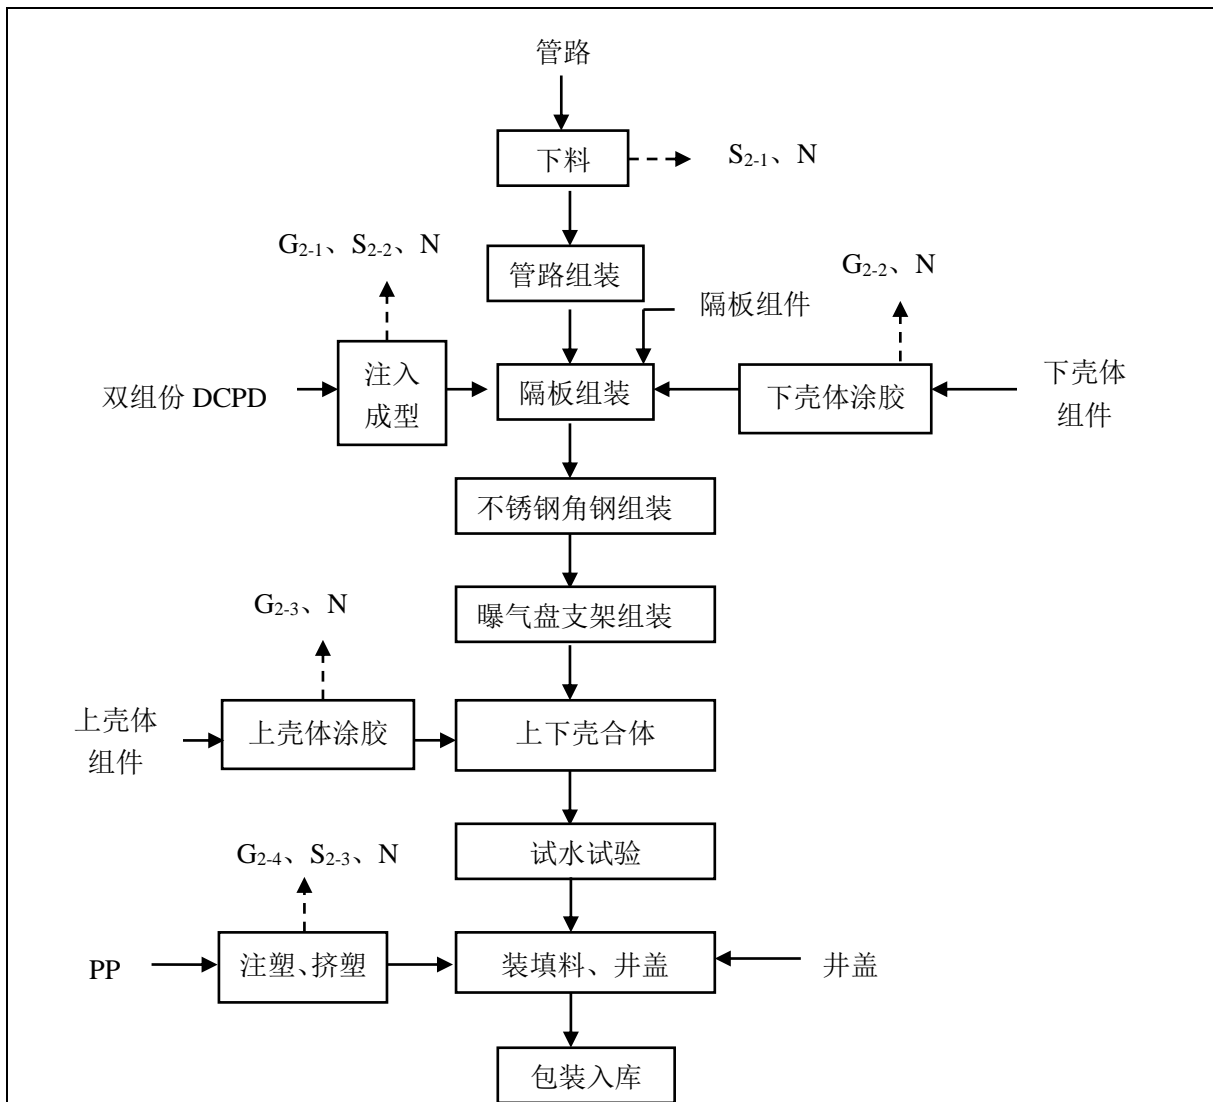 管路
下料
S2-1、N
G2-1、S2-2、N
管路组装
G2-2、N
隔板组件
双组份 DCPD
注入
成型
隔板组装
下壳体涂胶
下壳体
组件
不锈钢角钢组装
G2-3、N
曝气盘支架组装
上壳体
组件
上壳体涂胶
上下壳合体
G2-4、S2-3、N
试水试验
PP
注塑、挤塑
装填料、井盖
井盖
包装入库